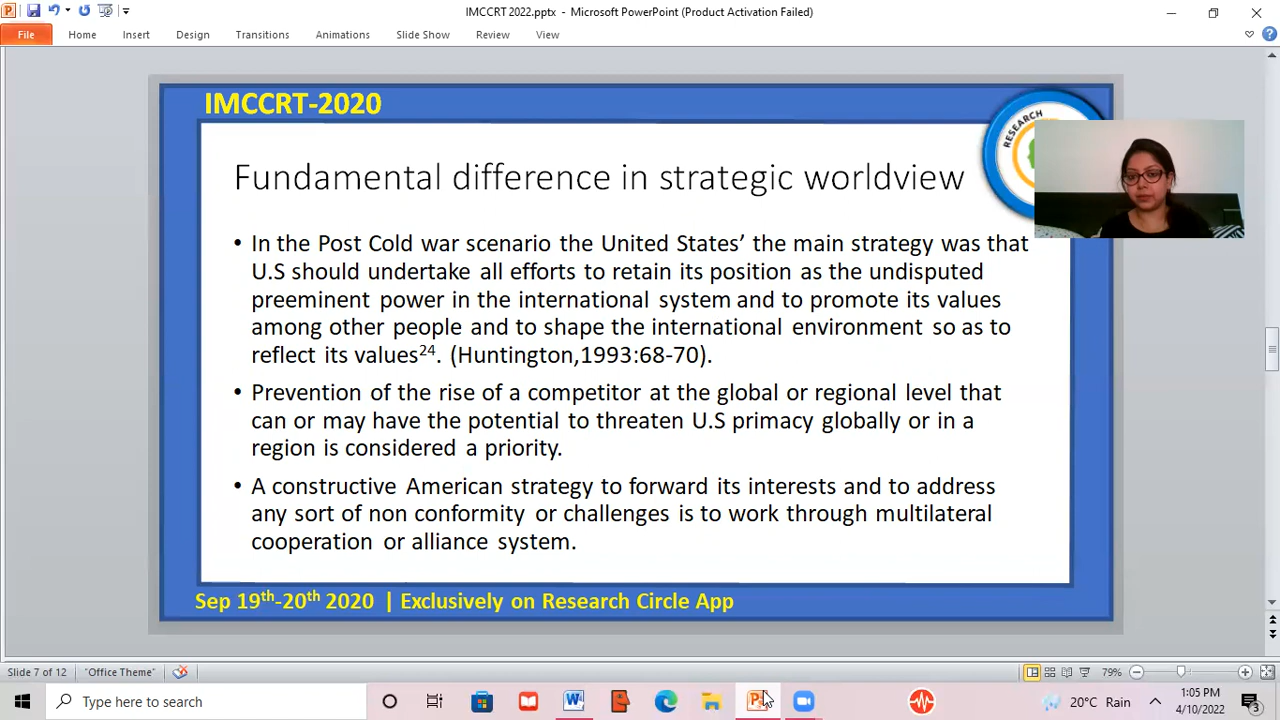 IMCCRT 2022.pptx - Microsoft PowerPoint (Product Activation Failed)
File Home Insert Design Transitions Animations Slide Show Review View
IMCCRT-2020
RESEARCH
Fundamental difference in strategic worldview
• In the Post Cold war scenario the United States’ the main strategy was that
U.S should undertake all efforts to retain its position as the undisputed
preeminent power in the international system and to promote its values
among other people and to shape the international environment so as to
reflect its values24. (Huntington,1993:68-70).
• Prevention of the rise of a competitor at the global or regional level that
can or may have the potential to threaten U.S primacy globally or in a
region is considered a priority.
• A constructive American strategy to forward its interests and to address
any sort of non conformity or challenges is to work through multilateral
cooperation or alliance system.
Sep 19th-20th 2020 | Exclusively on Research Circle App
Slide 7 of 12 "Office Theme" 79%
Type here to search 20°C Rain 1:05 PM
4/10/2022 3